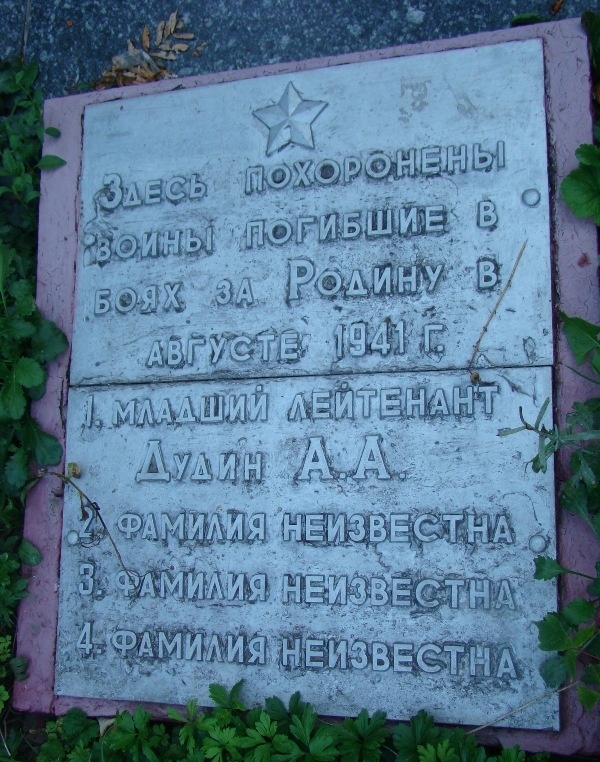 Здесь похоронены
воины погибшие в
боях за Родину в
августе 1941 г.
1. младший лейтенант
Дудин А.А.
2. фамилия неизвестна
3. фамилия неизвестна
4. фамилия неизвестна